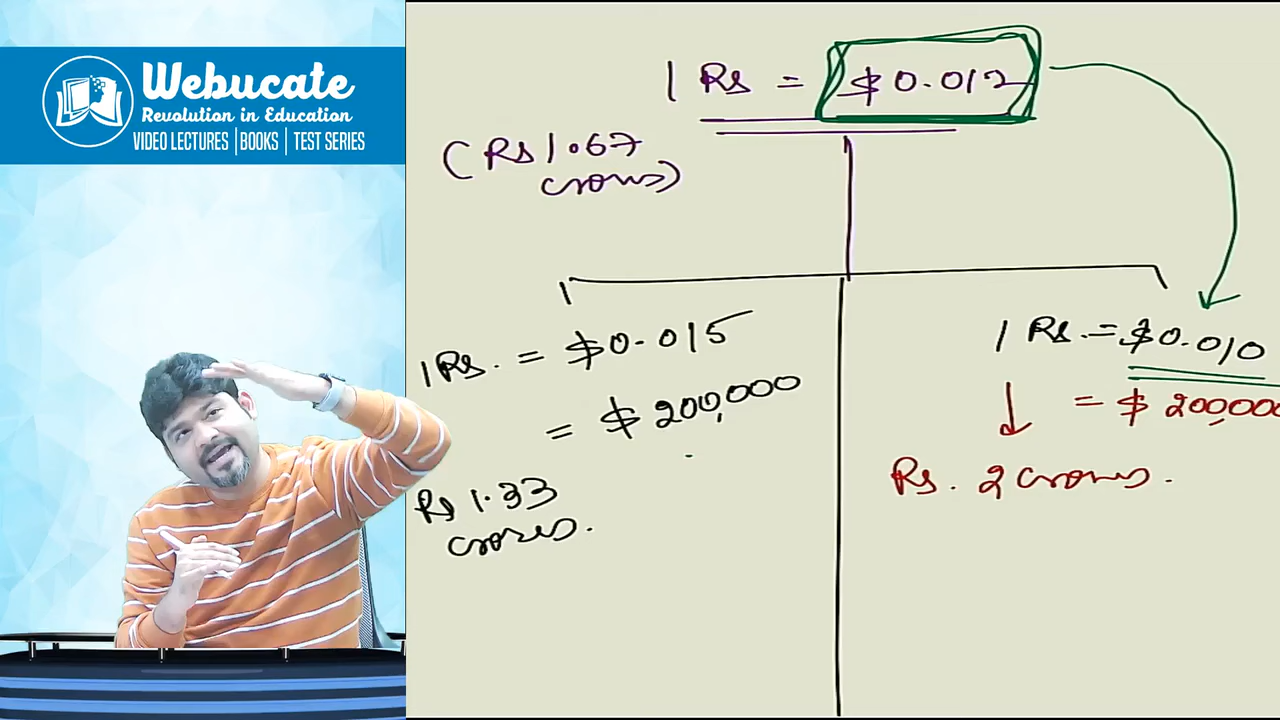 Webucate
Revolution in Education
VIDEO LECTURES | BOOKS | TEST SERIES
1 Rs = $0.012
(Rs 1.67
crores)
1 Rs. = $0.015
= $200,000
Rs 1.33
crores.
1 Rs. = $0.010
= $200,000
Rs. 2 crores.